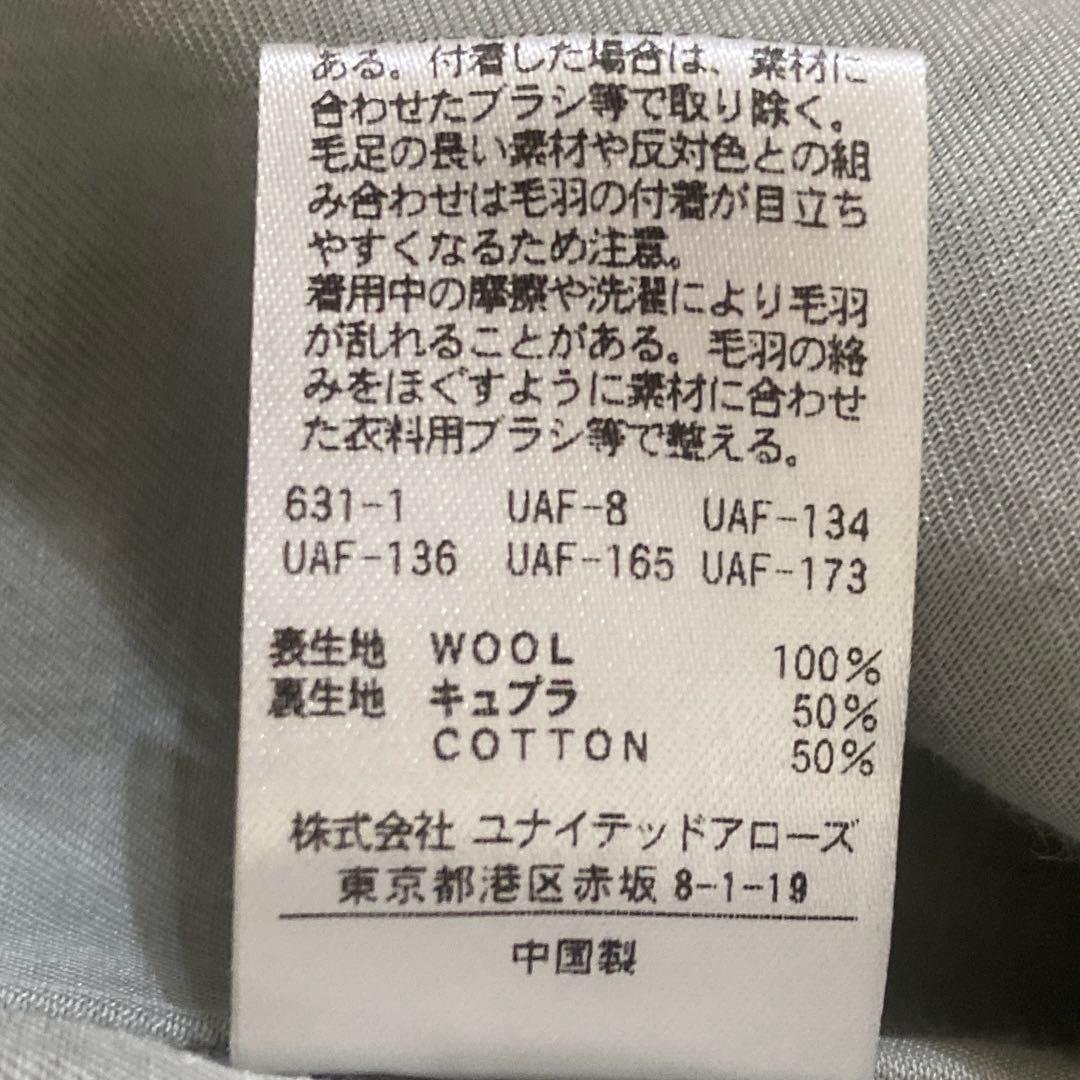 ある。付着した場合は、素材に
合わせたブラシ等で取り除く。
毛足の長い素材や反対色との組
み合わせは毛羽の付着が目立ち
やすくなるため注意。
着用中の摩擦や洗濯により毛羽
が乱れることがある。毛羽の絡
みをほぐすように素材に合わせ
た衣料用ブラシ等で整える。
631-1 UAF-8 UAF-134
UAF-136 UAF-165 UAF-173
表生地 WOOL 100%
裏生地 キュプラ 50%
COTTON 50%
株式会社 ユナイテッドアローズ
東京都港区赤坂 8-1-19
中国製